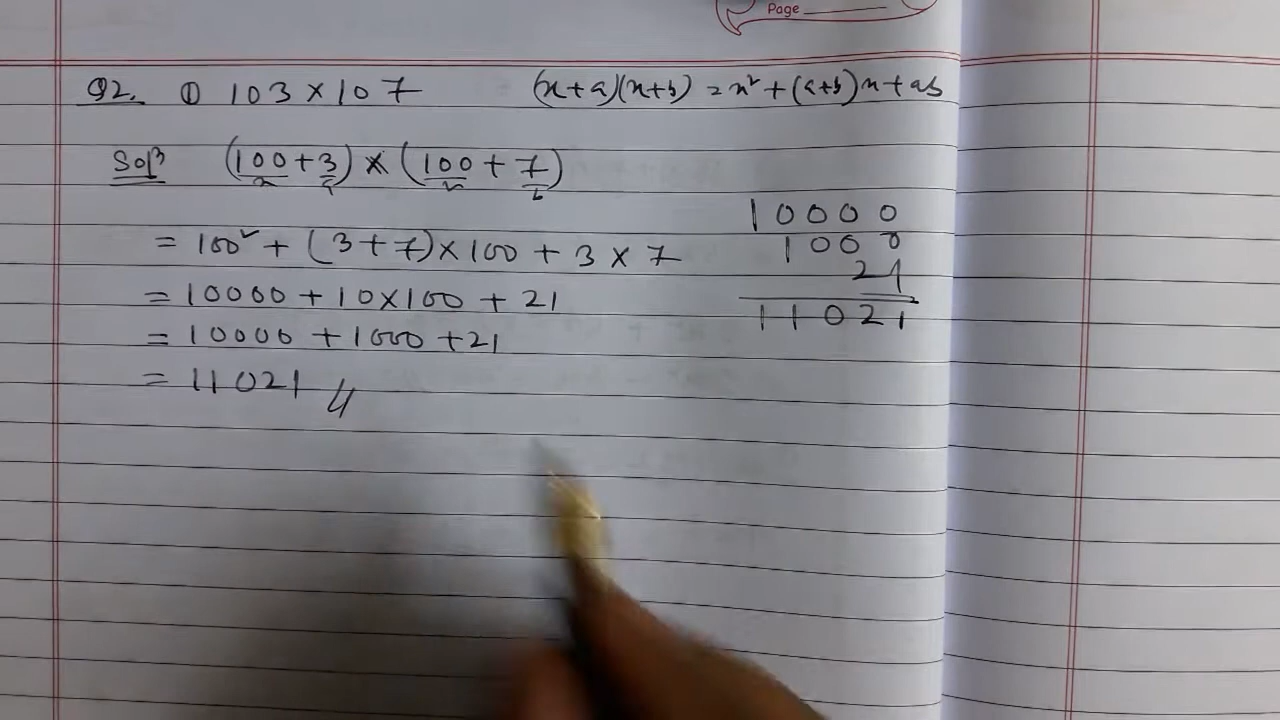 Page
Q2. ① 103 × 107 (x+a)(x+b) = x² + (a+b)x + ab
Solⁿ (100 + 3) × (100 + 7)
x a x b
= 100² + (3 + 7) × 100 + 3 × 7
= 10000 + 10×100 + 21
= 10000 + 1000 + 21
= 11021
10000
1000
21
11021